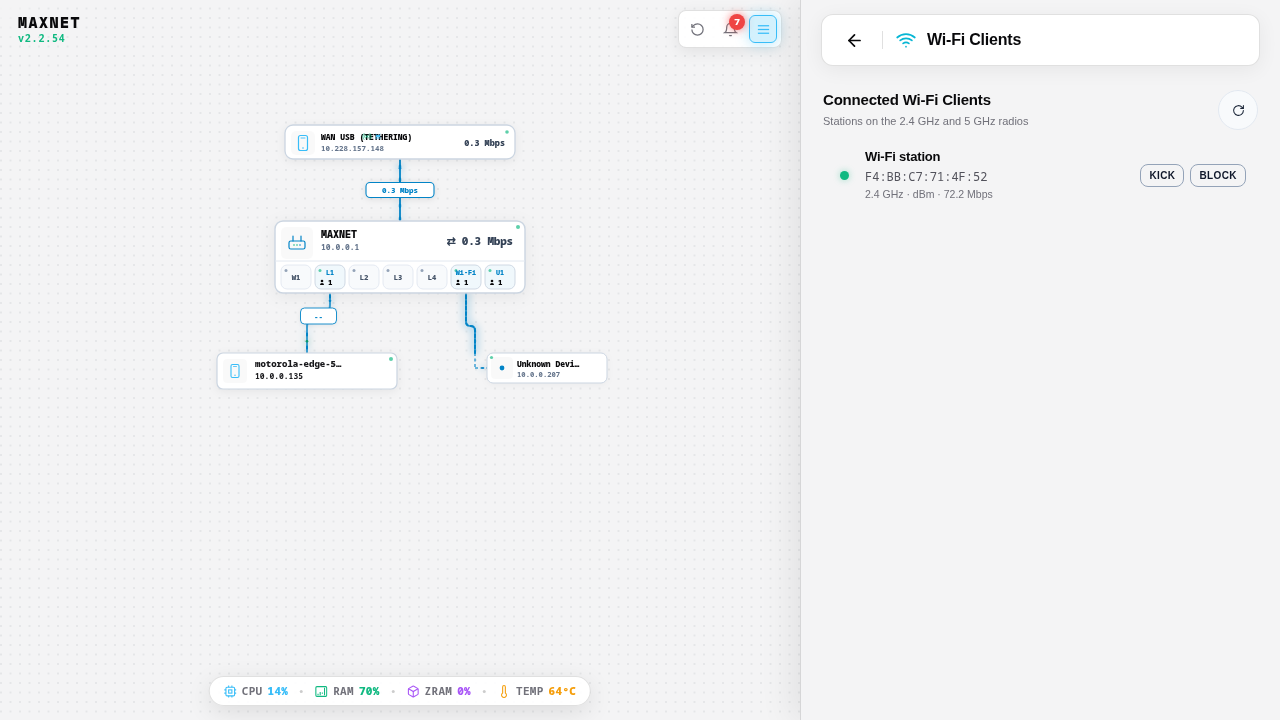 MAXNET
v2.2.54
7
WAN USB (TETHERING)
10.228.157.148
0.3 Mbps
0.3 Mbps
MAXNET
10.0.0.1
⇄ 0.3 Mbps
W1
L1
1
L2
L3
L4
Wi-Fi
1
U1
1
--
motorola-edge-5…
10.0.0.135
Unknown Devi…
10.0.0.207
CPU 14% • RAM 70% • ZRAM 0% • TEMP 64°C
Wi-Fi Clients
Connected Wi-Fi Clients
Stations on the 2.4 GHz and 5 GHz radios
Wi-Fi station
F4:BB:C7:71:4F:52
2.4 GHz · dBm · 72.2 Mbps
KICK
BLOCK